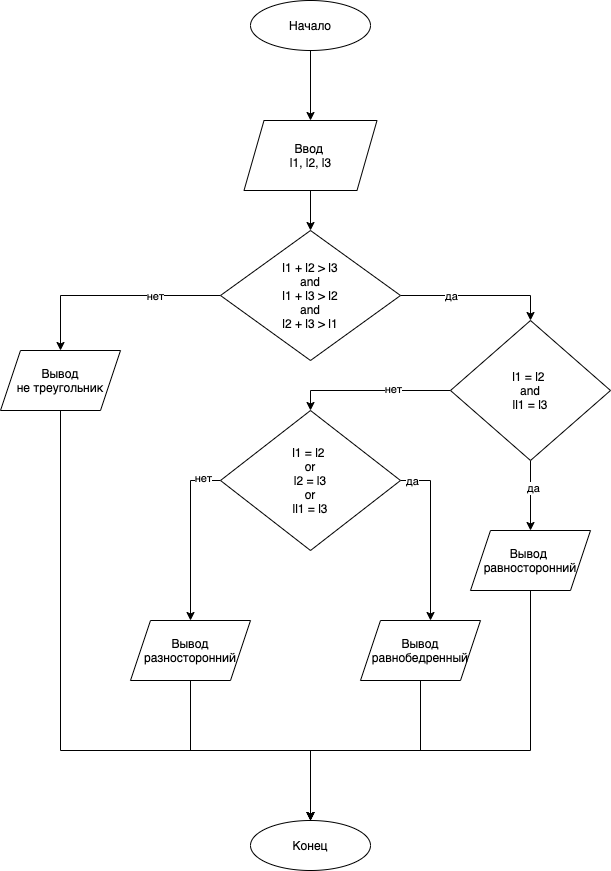 Начало
Ввод
l1, l2, l3
l1 + l2 > l3
and
l1 + l3 > l2
and
l2 + l3 > l1
нет
да
Вывод
не треугольник
l1 = l2
and
ll1 = l3
нет
да
l1 = l2
or
l2 = l3
or
ll1 = l3
нет
да
Вывод
равносторонний
Вывод
разносторонний
Вывод
равнобедренный
Конец